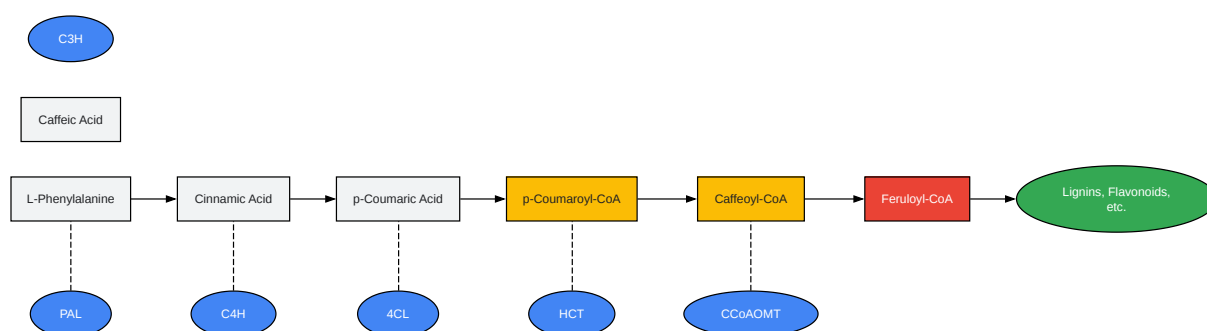 C3H
Caffeic Acid
L-Phenylalanine
Cinnamic Acid
p-Coumaric Acid
p-Coumaroyl-CoA
Caffeoyl-CoA
Feruloyl-CoA
Lignins, Flavonoids,
etc.
PAL
C4H
4CL
HCT
CCoAOMT